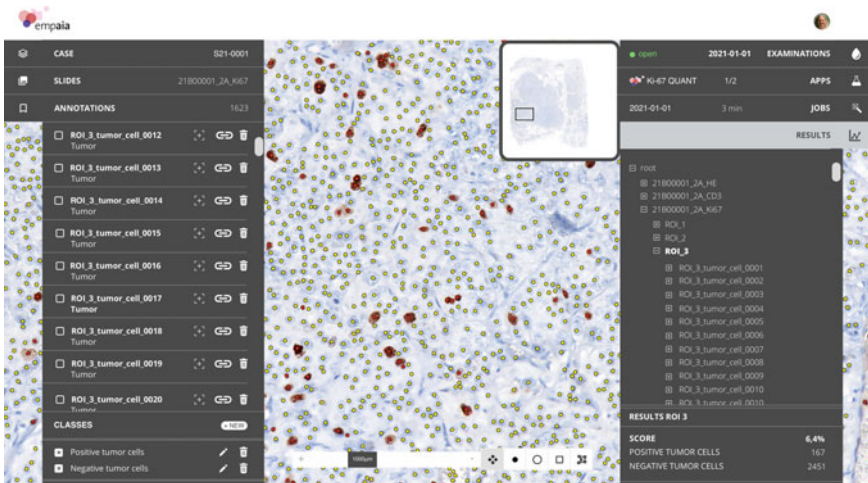 empaia
CASE S21-0001
SLIDES 21B00001_2A_Ki67
ANNOTATIONS 1623
ROI_3_tumor_cell_0012
Tumor
ROI_3_tumor_cell_0013
Tumor
ROI_3_tumor_cell_0014
Tumor
ROI_3_tumor_cell_0015
Tumor
ROI_3_tumor_cell_0016
Tumor
ROI_3_tumor_cell_0017
Tumor
ROI_3_tumor_cell_0018
Tumor
ROI_3_tumor_cell_0019
Tumor
ROI_3_tumor_cell_0020
Tumor
CLASSES + NEW
Positive tumor cells
Negative tumor cells
1000μm
open 2021-01-01 EXAMINATIONS
Ki-67 QUANT 1/2 APPS
2021-01-01 3 min JOBS
RESULTS
root
21B00001_2A_HE
21B00001_2A_CD3
21B00001_2A_Ki67
ROI_1
ROI_2
ROI_3
ROI_3_tumor_cell_0001
ROI_3_tumor_cell_0002
ROI_3_tumor_cell_0003
ROI_3_tumor_cell_0004
ROI_3_tumor_cell_0005
ROI_3_tumor_cell_0006
ROI_3_tumor_cell_0007
ROI_3_tumor_cell_0008
ROI_3_tumor_cell_0009
ROI_3_tumor_cell_0010
ROI_3_tumor_cell_0010
RESULTS ROI 3
SCORE 6,4%
POSITIVE TUMOR CELLS 167
NEGATIVE TUMOR CELLS 2451